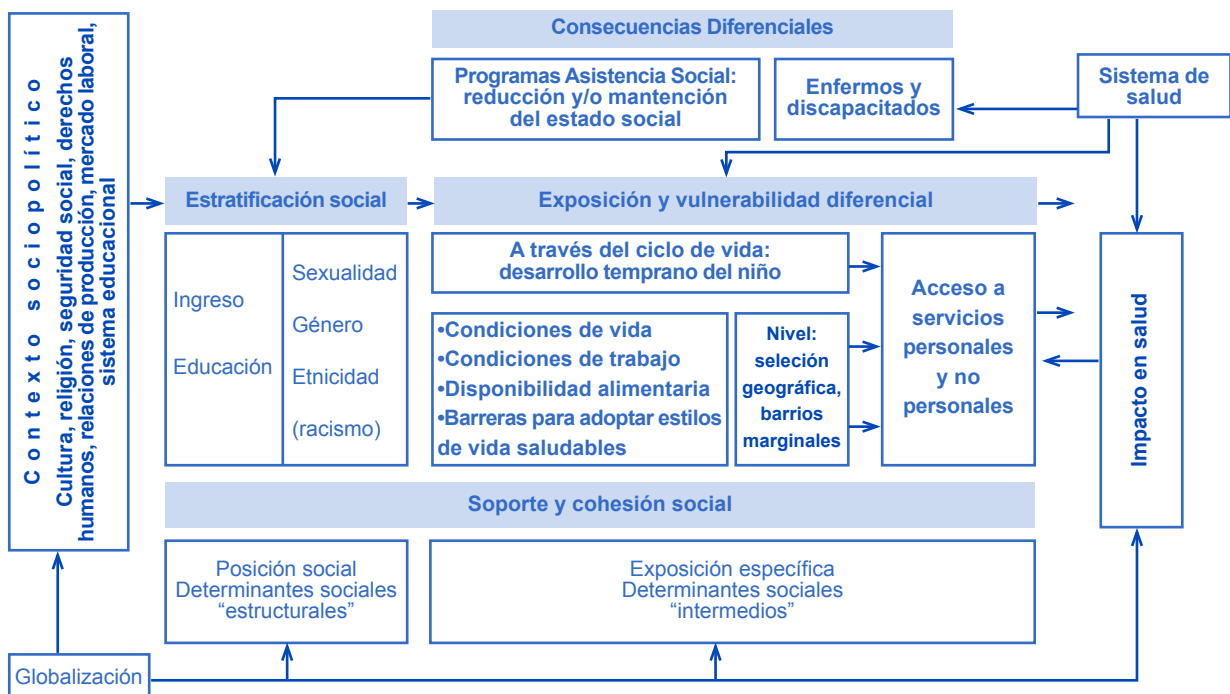 Contexto sociopolítico
Cultura, religión, seguridad social, derechos
humanos, relaciones de producción, mercado laboral,
sistema educacional
Consecuencias Diferenciales
Programas Asistencia Social:
reducción y/o mantención
del estado social
Enfermos y
discapacitados
Sistema de
salud
Estratificación social
Exposición y vulnerabilidad diferencial
Ingreso
Educación
Sexualidad
Género
Etnicidad
(racismo)
A través del ciclo de vida:
desarrollo temprano del niño
•Condiciones de vida
•Condiciones de trabajo
•Disponibilidad alimentaria
•Barreras para adoptar estilos
de vida saludables
Nivel:
seleción
geográfica,
barrios
marginales
Acceso a
servicios
personales
y no
personales
Impacto en salud
Soporte y cohesión social
Posición social
Determinantes sociales
“estructurales”
Exposición específica
Determinantes sociales
“intermedios”
Globalización